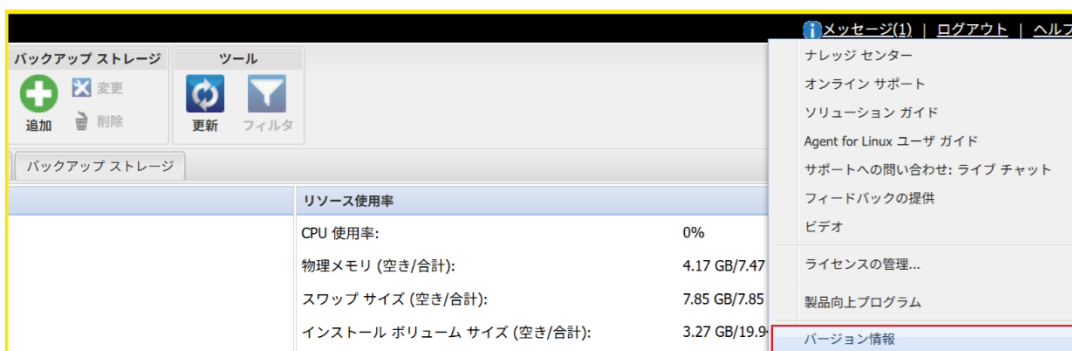 メッセージ(1) | ログアウト | ヘルプ
バックアップ ストレージ
ツール
追加
変更
削除
更新
フィルタ
バックアップ ストレージ
リソース使用率
CPU 使用率:
0%
物理メモリ (空き/合計):
4.17 GB/7.47
スワップ サイズ (空き/合計):
7.85 GB/7.85
インストール ボリューム サイズ (空き/合計):
3.27 GB/19.9
ナレッジ センター
オンライン サポート
ソリューション ガイド
Agent for Linux ユーザ ガイド
サポートへの問い合わせ: ライブ チャット
フィードバックの提供
ビデオ
ライセンスの管理...
製品向上プログラム
バージョン情報